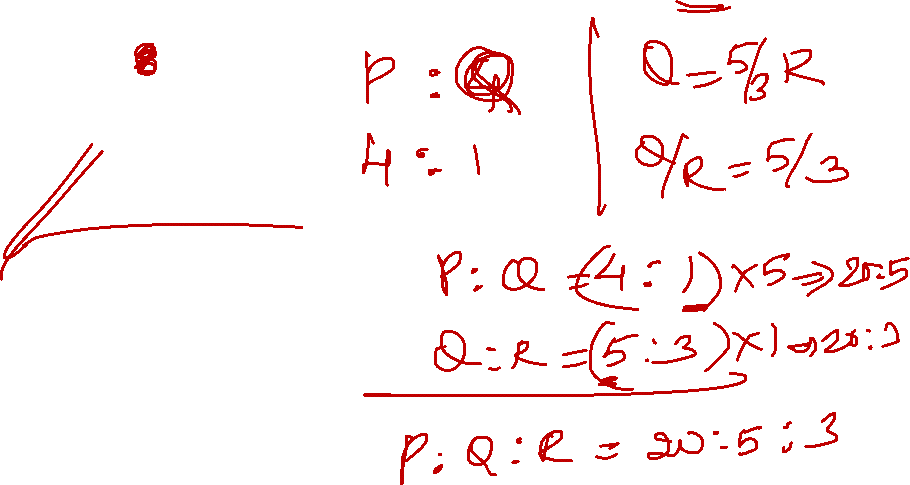 P : Q
4 : 1
Q = 5/3 R
Q/R = 5/3
P : Q = (4 : 1) × 5 ⇒ 20 : 5
Q : R = (5 : 3) × 1 ⇒
P : Q : R = 20 : 5 : 3